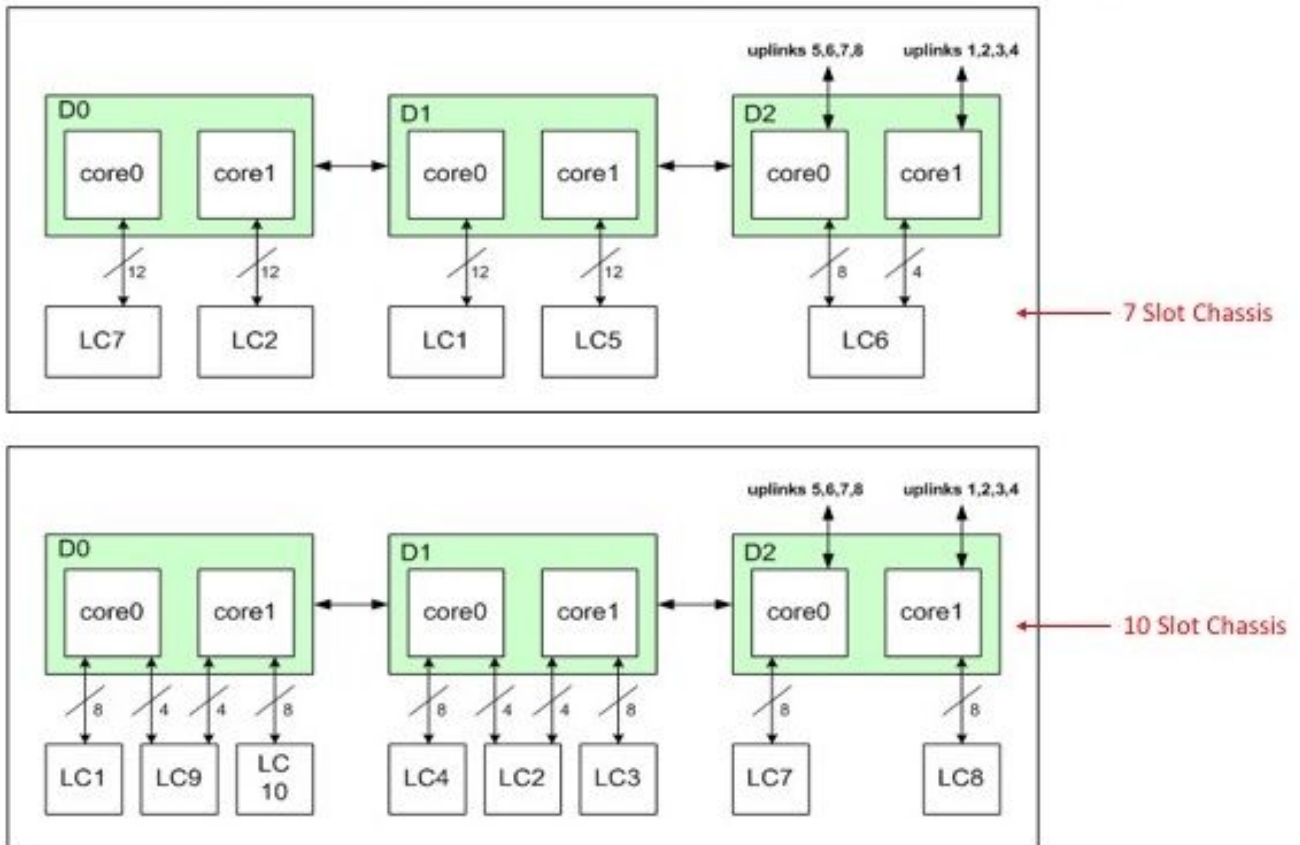 uplinks 5,6,7,8 uplinks 1,2,3,4
D0 D1 D2
core0 core1 core0 core1 core0 core1
12 12 12 12 8 4
7 Slot Chassis
LC7 LC2 LC1 LC5 LC6
uplinks 5,6,7,8 uplinks 1,2,3,4
D0 D1 D2
core0 core1 core0 core1 core0 core1
10 Slot Chassis
8 4 4 8 8 4 4 8 8 8
LC1 LC9 LC
10 LC4 LC2 LC3 LC7 LC8